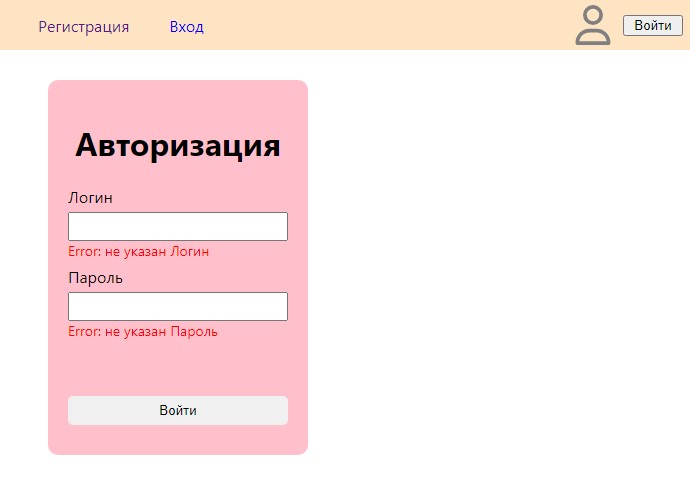 Регистрация Вход Войти
Авторизация
Логин
Error: не указан Логин
Пароль
Error: не указан Пароль
Войти